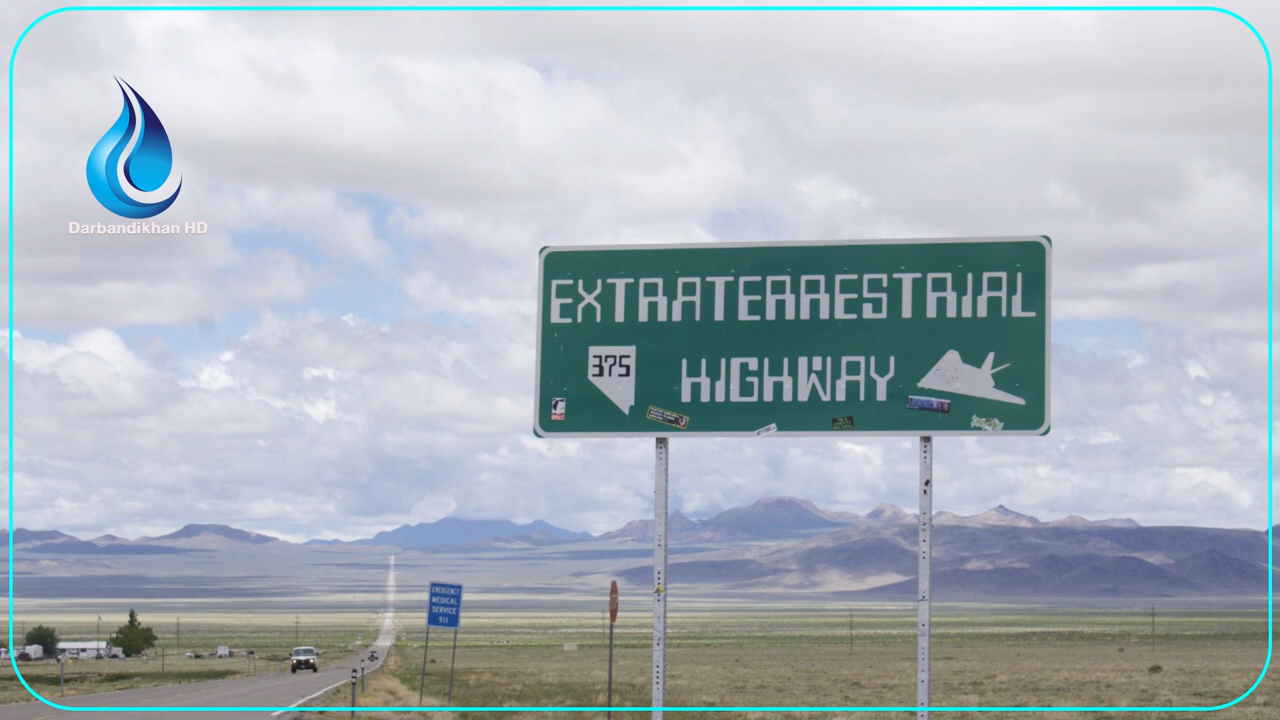 Darbandikhan HD
EXTRATERRESTRIAL
375
HIGHWAY
EMERGENCY
MEDICAL
SERVICE
911